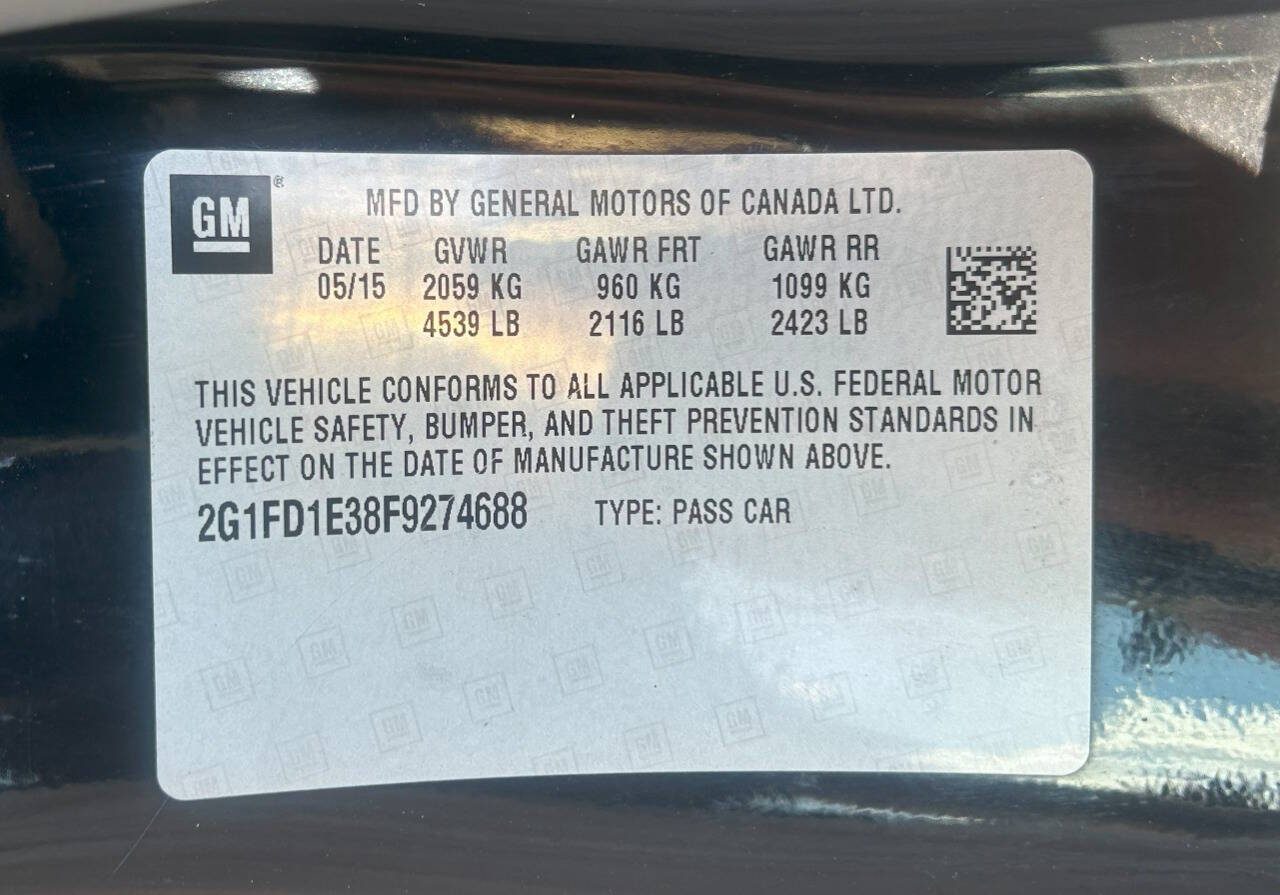 GM®
MFD BY GENERAL MOTORS OF CANADA LTD.
DATE GVWR GAWR FRT GAWR RR
05/15 2059 KG 960 KG 1099 KG
4539 LB 2116 LB 2423 LB
THIS VEHICLE CONFORMS TO ALL APPLICABLE U.S. FEDERAL MOTOR
VEHICLE SAFETY, BUMPER, AND THEFT PREVENTION STANDARDS IN
EFFECT ON THE DATE OF MANUFACTURE SHOWN ABOVE.
2G1FD1E38F9274688 TYPE: PASS CAR